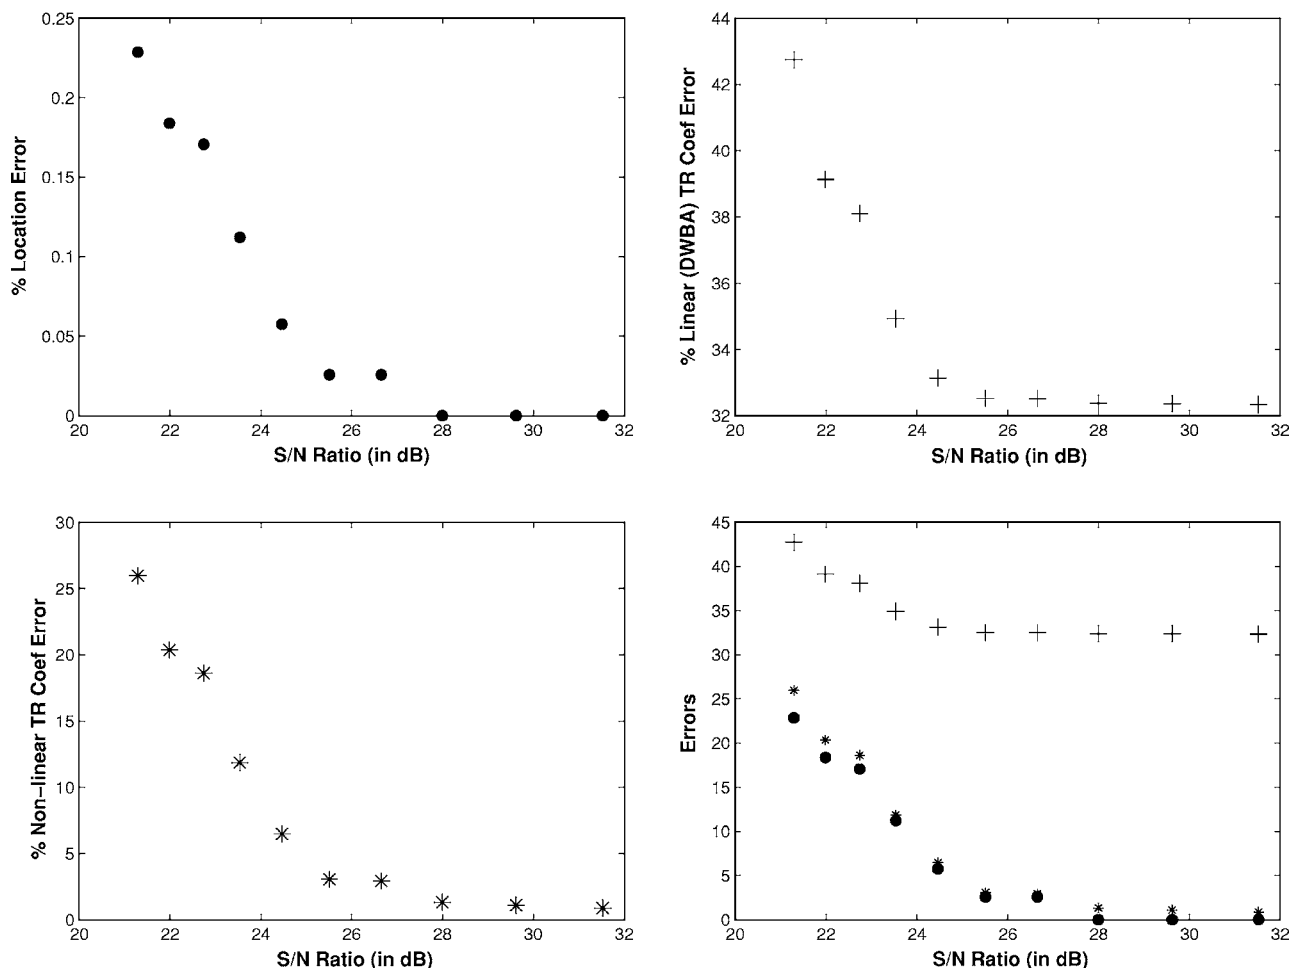 0.25
0.2
0.15
0.1
0.05
0
20 22 24 26 28 30 32
% Location Error
S/N Ratio (in dB)
44
42
40
38
36
34
32
20 22 24 26 28 30 32
% Linear (DWBA) TR Coef Error
S/N Ratio (in dB)
30
25
20
15
10
5
0
20 22 24 26 28 30 32
% Non-linear TR Coef Error
S/N Ratio (in dB)
45
40
35
30
25
20
15
10
5
0
20 22 24 26 28 30 32
Errors
S/N Ratio (in dB)